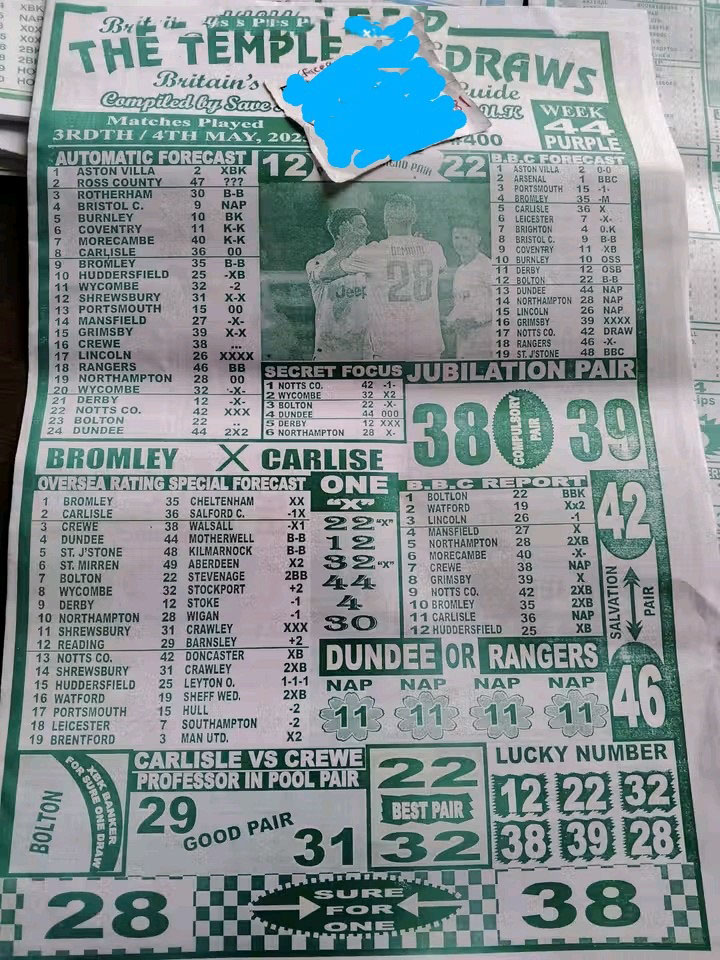 THE TEMPLE DRAWS
Britain's Guide
Compiled by U.K
Matches Played
3RDTH / 4TH MAY, #400
WEEK
44
PURPLE
AUTOMATIC FORECAST
1 ASTON VILLA 2 XBK
2 ROSS COUNTY 47 ???
3 ROTHERHAM 30 B-B
4 BRISTOL C. 9 NAP
5 BURNLEY 10 BK
6 COVENTRY 11 K-K
7 MORECAMBE 40 K-K
8 CARLISLE 36 00
9 BROMLEY 35 B-B
10 HUDDERSFIELD 25 -XB
11 WYCOMBE 32 -2
12 SHREWSBURY 31 X-X
13 PORTSMOUTH 15 00
14 MANSFIELD 27 -X-
15 GRIMSBY 39 X-X
16 CREWE 38 ...
17 LINCOLN 26 XXXX
18 RANGERS 46 BB
19 NORTHAMPTON 28 00
20 WYCOMBE 32 -X-
21 DERBY 12 -X-
22 NOTTS CO. 42 XXX
23 BOLTON 22 ..
24 DUNDEE 44 2X2
12 PAIR 22
DEMBIN
28
Jeep
B.B.C FORECAST
1 ASTON VILLA 2 0-0
2 ARSENAL 1 BBC
3 PORTSMOUTH 15 -1-
4 BROMLEY 35 -M
5 CARLISLE 36 X
6 LEICESTER 7 -X-
7 BRIGHTON 4 0.K
8 BRISTOL C. 9 B-B
9 COVENTRY 11 XB
10 BURNLEY 10 OSS
11 DERBY 12 OSB
12 BOLTON 22 B-B
13 DUNDEE 44 NAP
14 NORTHAMPTON 28 NAP
15 LINCOLN 26 NAP
16 GRIMSBY 39 XXXX
17 NOTTS CO. 42 DRAW
18 RANGERS 46 -X-
19 ST. J'STONE 48 BBC
SECRET FOCUS
1 NOTTS CO. 42 -1-
2 WYCOMBE 32 X2
3 BOLTON 22 -X-
4 DUNDEE 44 000
5 DERBY 12 XXX
6 NORTHAMPTON 28 X-
JUBILATION PAIR
38 COMPULSORY PAIR 39
BROMLEY X CARLISE
OVERSEA RATING SPECIAL FORECAST
1 BROMLEY 35 CHELTENHAM XX
2 CARLISLE 36 SALFORD C. -1X
3 CREWE 38 WALSALL -X1
4 DUNDEE 44 MOTHERWELL B-B
5 ST. J'STONE 48 KILMARNOCK B-B
6 ST. MIRREN 49 ABERDEEN X2
7 BOLTON 22 STEVENAGE 2BB
8 WYCOMBE 32 STOCKPORT +2
9 DERBY 12 STOKE -1
10 NORTHAMPTON 28 WIGAN -1
11 SHREWSBURY 31 CRAWLEY XXX
12 READING 29 BARNSLEY +2
13 NOTTS CO. 42 DONCASTER XB
14 SHREWSBURY 31 CRAWLEY 2XB
15 HUDDERSFIELD 25 LEYTON O. 1-1-1
16 WATFORD 19 SHEFF WED. 2XB
17 PORTSMOUTH 15 HULL -2
18 LEICESTER 7 SOUTHAMPTON -2
19 BRENTFORD 3 MAN UTD. X2
ONE
"X"
22 "X"
12
32 "X"
44
4
30
B.B.C REPORT
1 BOLTLON 22 BBK
2 WATFORD 19 Xx2
3 LINCOLN 26 -1
4 MANSFIELD 27 X
5 NORTHAMPTON 28 2XB
6 MORECAMBE 40 -X-
7 CREWE 38 NAP
8 GRIMSBY 39 X
9 NOTTS CO. 42 2XB
10 BROMLEY 35 2XB
11 CARLISLE 36 NAP
12 HUDDERSFIELD 25 XB
42
SALVATION PAIR
46
DUNDEE OR RANGERS
NAP NAP NAP NAP
11 11 11 11
BOLTON
XBK BANKER
FOR SURE ONE DRAW
CARLISLE VS CREWE
PROFESSOR IN POOL PAIR
29 GOOD PAIR 31
22
BEST PAIR
32
LUCKY NUMBER
12 22 32
38 39 28
28 SURE FOR ONE 38